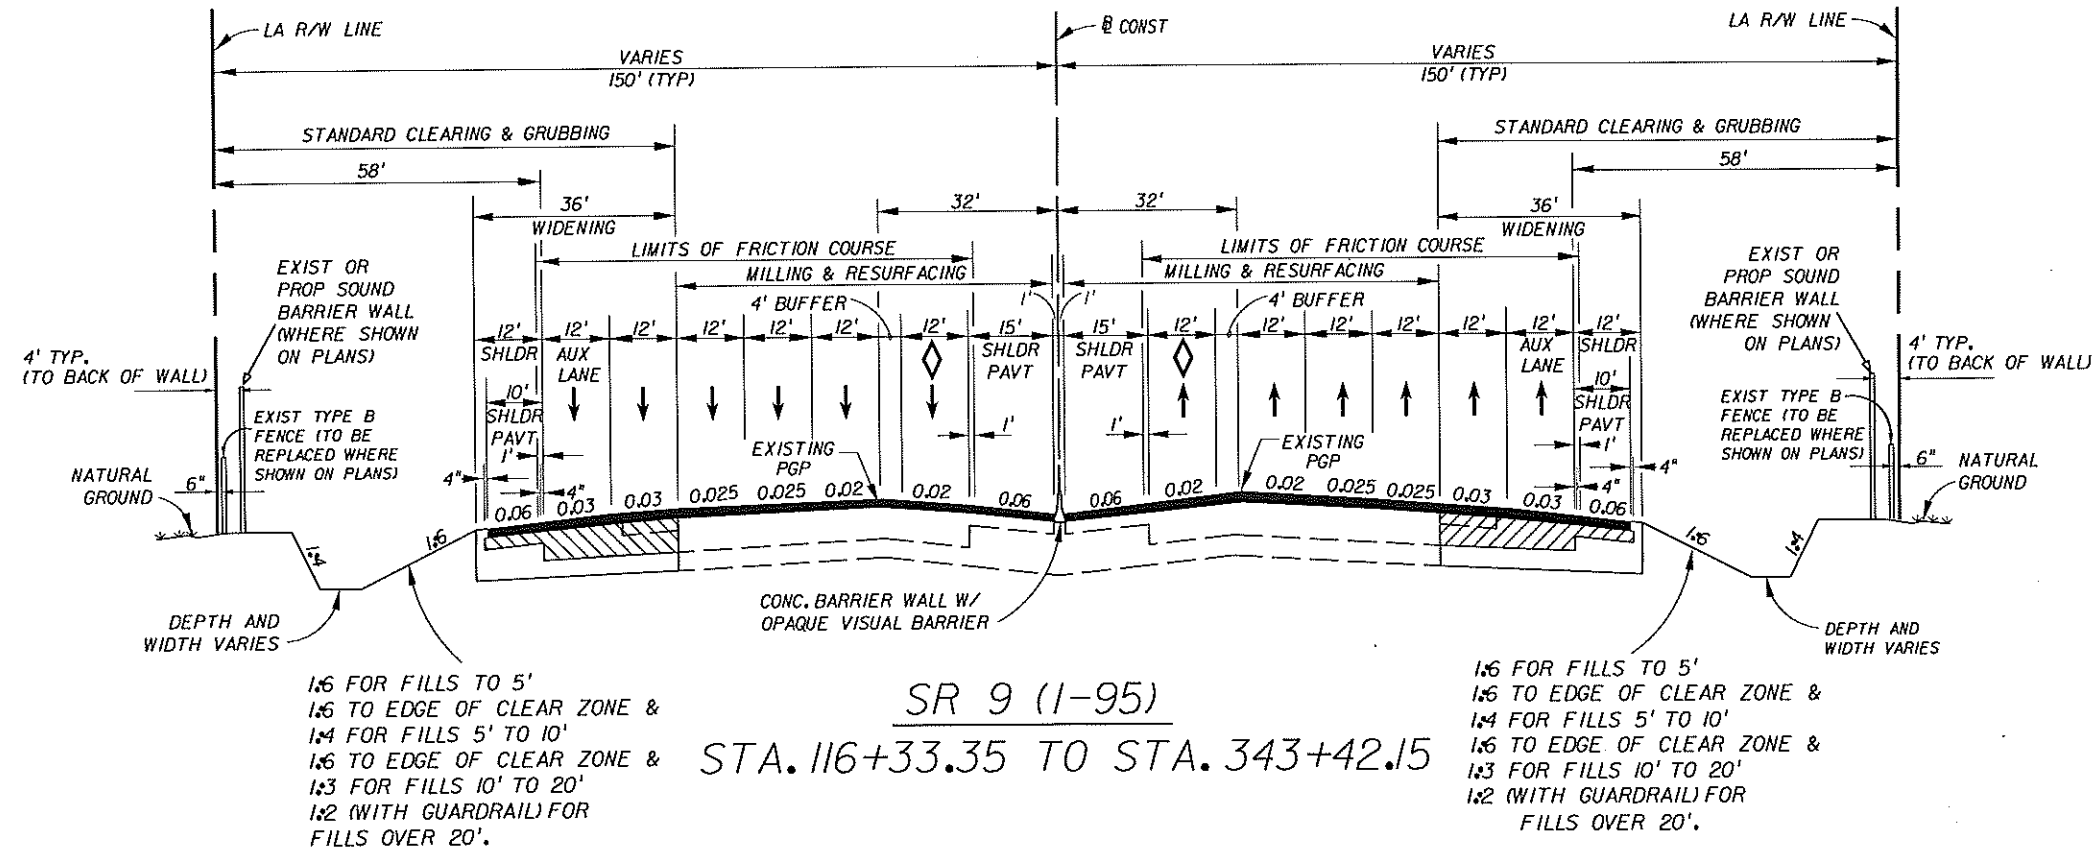 LA R/W LINE
℄ CONST
LA R/W LINE
VARIES
150' (TYP)
VARIES
150' (TYP)
STANDARD CLEARING & GRUBBING
STANDARD CLEARING & GRUBBING
58'
58'
36'
WIDENING
32'
32'
36'
WIDENING
LIMITS OF FRICTION COURSE
LIMITS OF FRICTION COURSE
MILLING & RESURFACING
MILLING & RESURFACING
EXIST OR
PROP SOUND
BARRIER WALL
(WHERE SHOWN
ON PLANS)
EXIST OR
PROP SOUND
BARRIER WALL
(WHERE SHOWN
ON PLANS)
4' BUFFER
1'
1'
4' BUFFER
12' 12' 12' 12' 12' 12' 12' 15' 15' 12' 12' 12' 12' 12' 12' 12'
SHLDR
AUX
LANE
SHLDR
PAVT
SHLDR
PAVT
AUX
LANE
SHLDR
4' TYP.
(TO BACK OF WALL)
4' TYP.
(TO BACK OF WALL)
10'
SHLDR
PAVT
1'
10'
SHLDR
PAVT
1'
1'
1'
EXIST TYPE B
FENCE (TO BE
REPLACED WHERE
SHOWN ON PLANS)
EXIST TYPE B
FENCE (TO BE
REPLACED WHERE
SHOWN ON PLANS)
EXISTING
PGP
EXISTING
PGP
NATURAL
GROUND
6"
4"
4"
4"
4"
6"
NATURAL
GROUND
0.06 0.03 0.03 0.025 0.025 0.02 0.02 0.06 0.06 0.02 0.02 0.025 0.025 0.03 0.03 0.06
1:4
1:6
1:6
1:4
DEPTH AND
WIDTH VARIES
CONC. BARRIER WALL W/
OPAQUE VISUAL BARRIER
DEPTH AND
WIDTH VARIES
1:6 FOR FILLS TO 5'
1:6 TO EDGE OF CLEAR ZONE &
1:4 FOR FILLS 5' TO 10'
1:6 TO EDGE OF CLEAR ZONE &
1:3 FOR FILLS 10' TO 20'
1:2 (WITH GUARDRAIL) FOR
FILLS OVER 20'.
SR 9 (I-95)
STA. 116+33.35 TO STA. 343+42.15
1:6 FOR FILLS TO 5'
1:6 TO EDGE OF CLEAR ZONE &
1:4 FOR FILLS 5' TO 10'
1:6 TO EDGE OF CLEAR ZONE &
1:3 FOR FILLS 10' TO 20'
1:2 (WITH GUARDRAIL) FOR
FILLS OVER 20'.